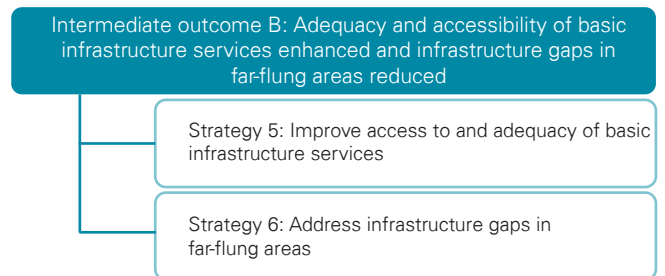 Intermediate outcome B: Adequacy and accessibility of basic
infrastructure services enhanced and infrastructure gaps in
far-flung areas reduced
Strategy 5: Improve access to and adequacy of basic
infrastructure services
Strategy 6: Address infrastructure gaps in
far-flung areas